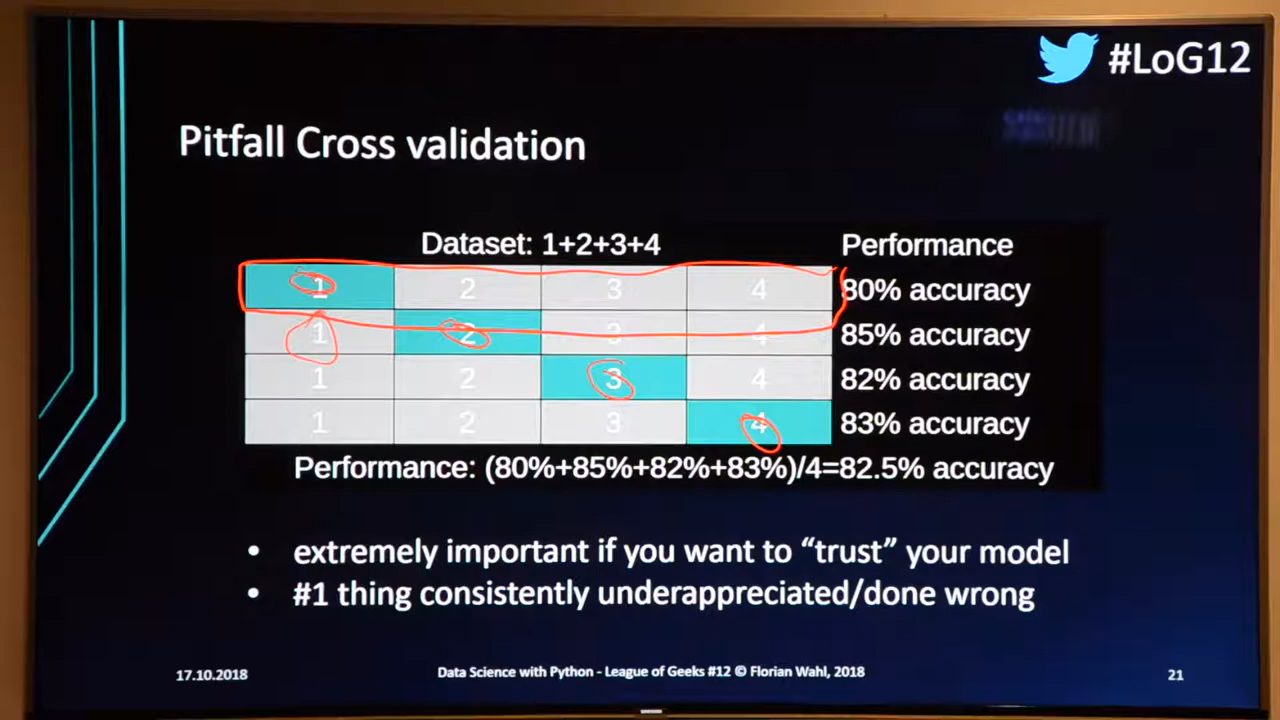 #LoG12
Pitfall Cross validation
Dataset: 1+2+3+4 Performance
1 2 3 4 80% accuracy
1 2 3 4 85% accuracy
1 2 3 4 82% accuracy
1 2 3 4 83% accuracy
Performance: (80%+85%+82%+83%)/4=82.5% accuracy
• extremely important if you want to “trust” your model
• #1 thing consistently underappreciated/done wrong
17.10.2018 Data Science with Python - League of Geeks #12 © Florian Wahl, 2018 21